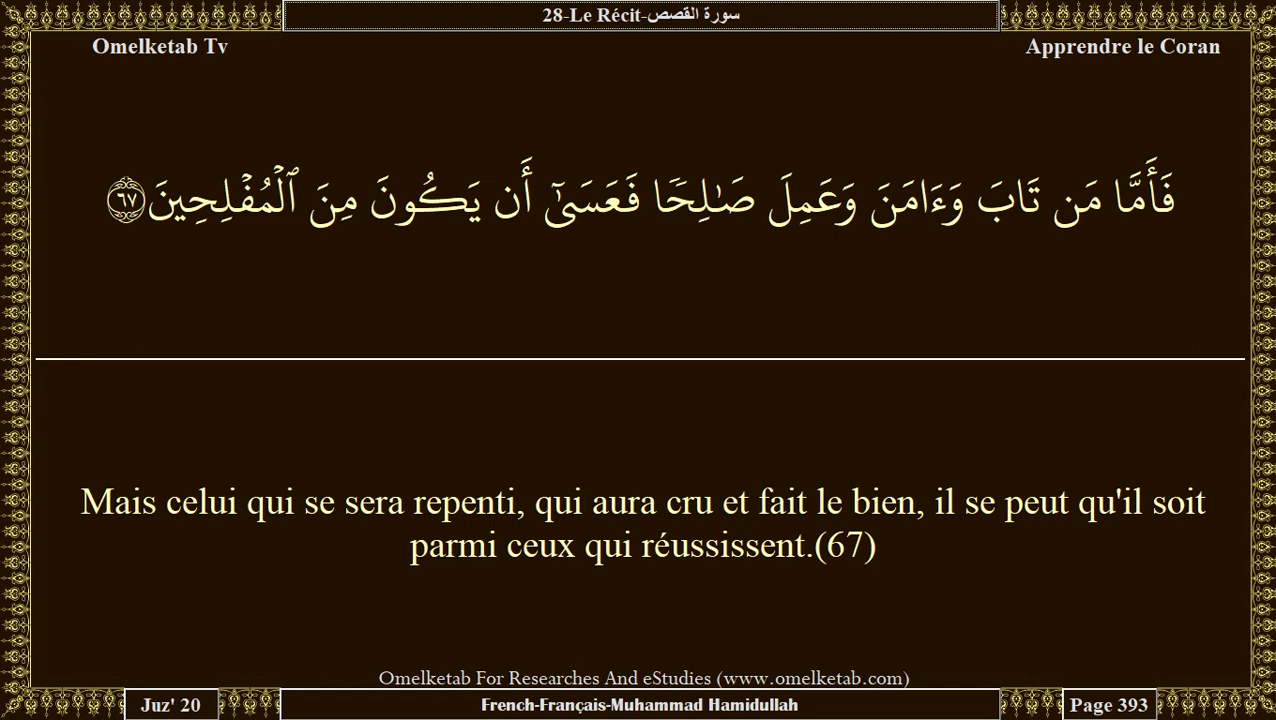 28-Le Récit-سورة القصص
Omelketab Tv
Apprendre le Coran
فَأَمَّا مَن تَابَ وَءَامَنَ وَعَمِلَ صَٰلِحٗا فَعَسَىٰٓ أَن يَكُونَ مِنَ ٱلۡمُفۡلِحِينَ ٦٧
Mais celui qui se sera repenti, qui aura cru et fait le bien, il se peut qu'il soit
parmi ceux qui réussissent.(67)
Omelketab For Researches And eStudies (www.omelketab.com)
Juz' 20
French-Français-Muhammad Hamidullah
Page 393